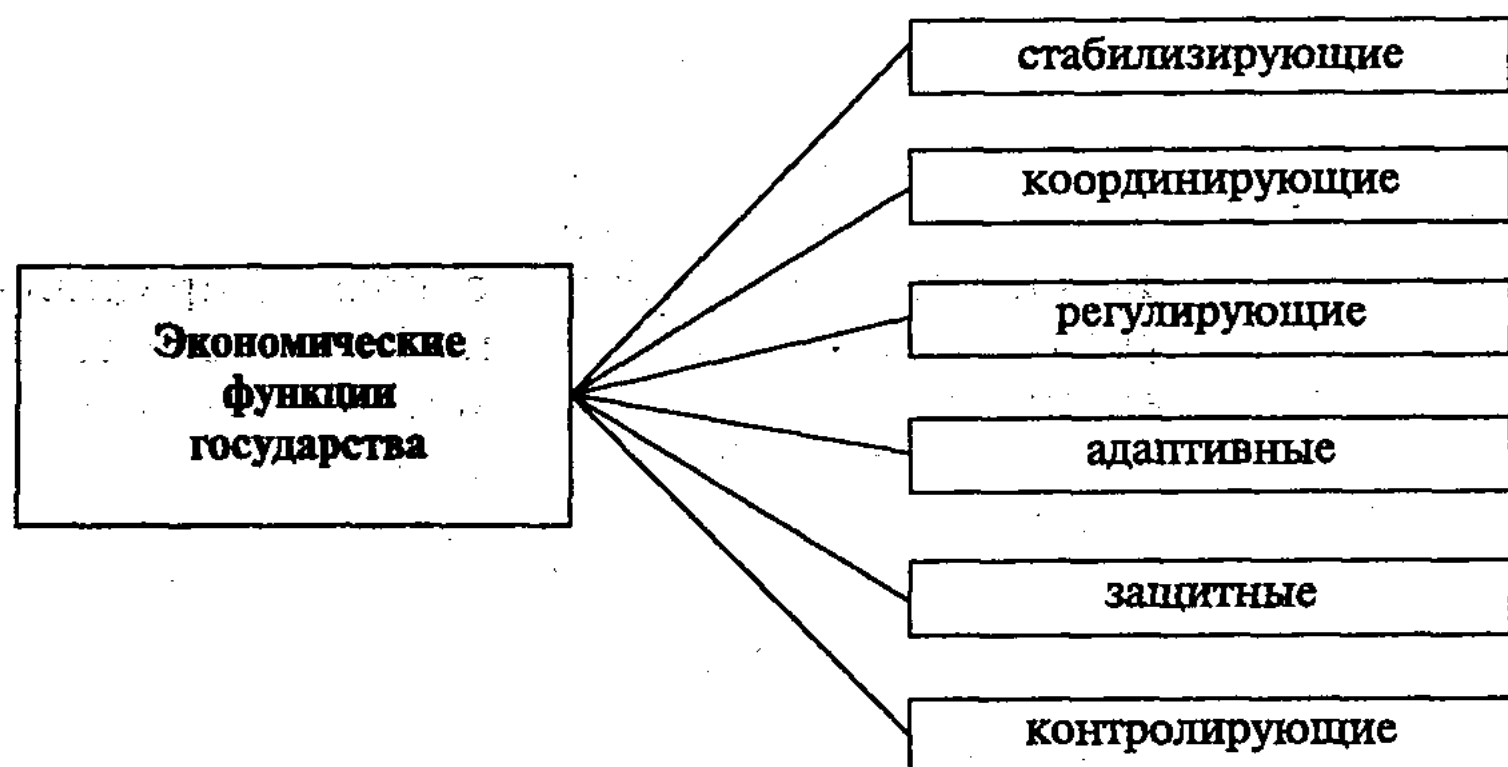 стабилизирующие
координирующие
регулирующие
Экономические
функции
государства
адаптивные
защитные
контролирующие